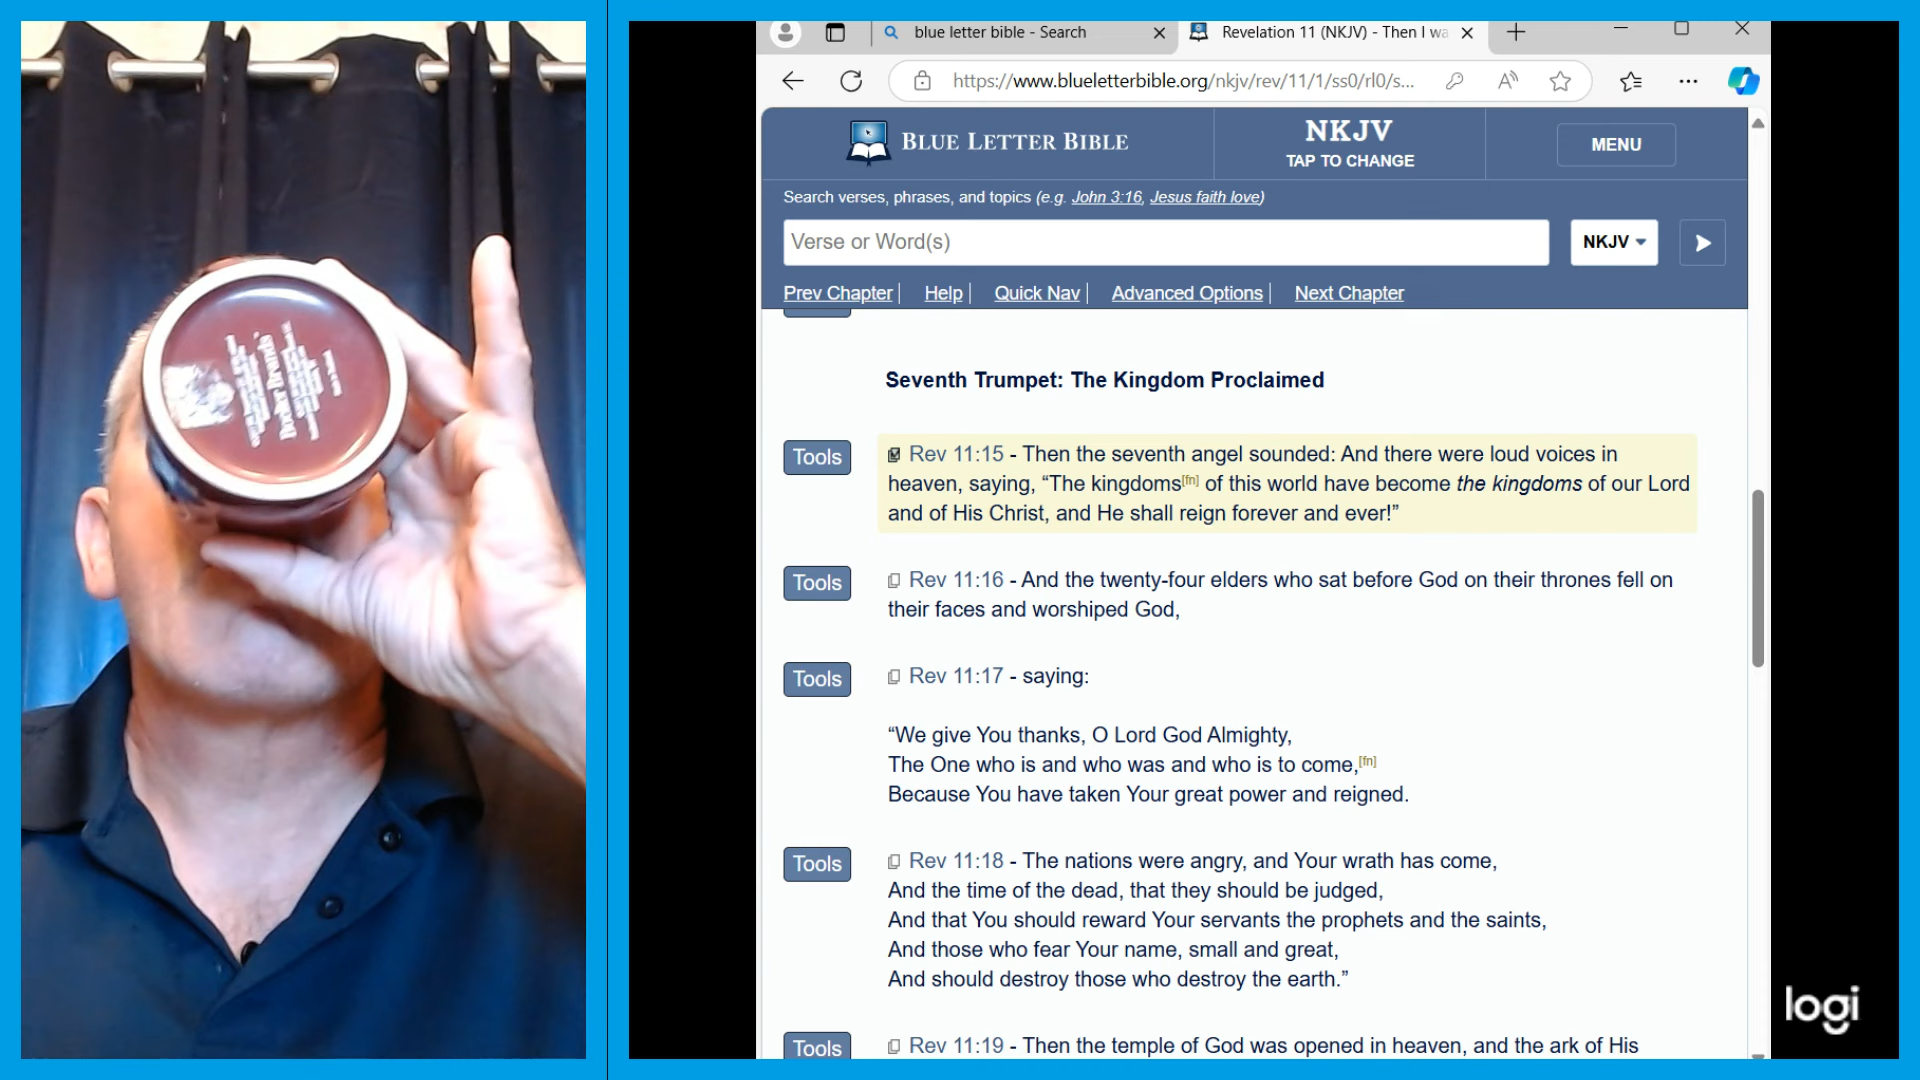 blue letter bible - Search
Revelation 11 (NKJV) - Then I wa
https://www.blueletterbible.org/nkjv/rev/11/1/ss0/rl0/s...
BLUE LETTER BIBLE
NKJV
TAP TO CHANGE
MENU
Search verses, phrases, and topics (e.g. John 3:16, Jesus faith love)
Verse or Word(s)
NKJV
Prev Chapter | Help | Quick Nav | Advanced Options | Next Chapter
Seventh Trumpet: The Kingdom Proclaimed
Tools
Rev 11:15 - Then the seventh angel sounded: And there were loud voices in
heaven, saying, “The kingdoms[fn] of this world have become the kingdoms of our Lord
and of His Christ, and He shall reign forever and ever!”
Tools
Rev 11:16 - And the twenty-four elders who sat before God on their thrones fell on
their faces and worshiped God,
Tools
Rev 11:17 - saying:
“We give You thanks, O Lord God Almighty,
The One who is and who was and who is to come,[fn]
Because You have taken Your great power and reigned.
Tools
Rev 11:18 - The nations were angry, and Your wrath has come,
And the time of the dead, that they should be judged,
And that You should reward Your servants the prophets and the saints,
And those who fear Your name, small and great,
And should destroy those who destroy the earth.”
Tools
Rev 11:19 - Then the temple of God was opened in heaven, and the ark of His
logi